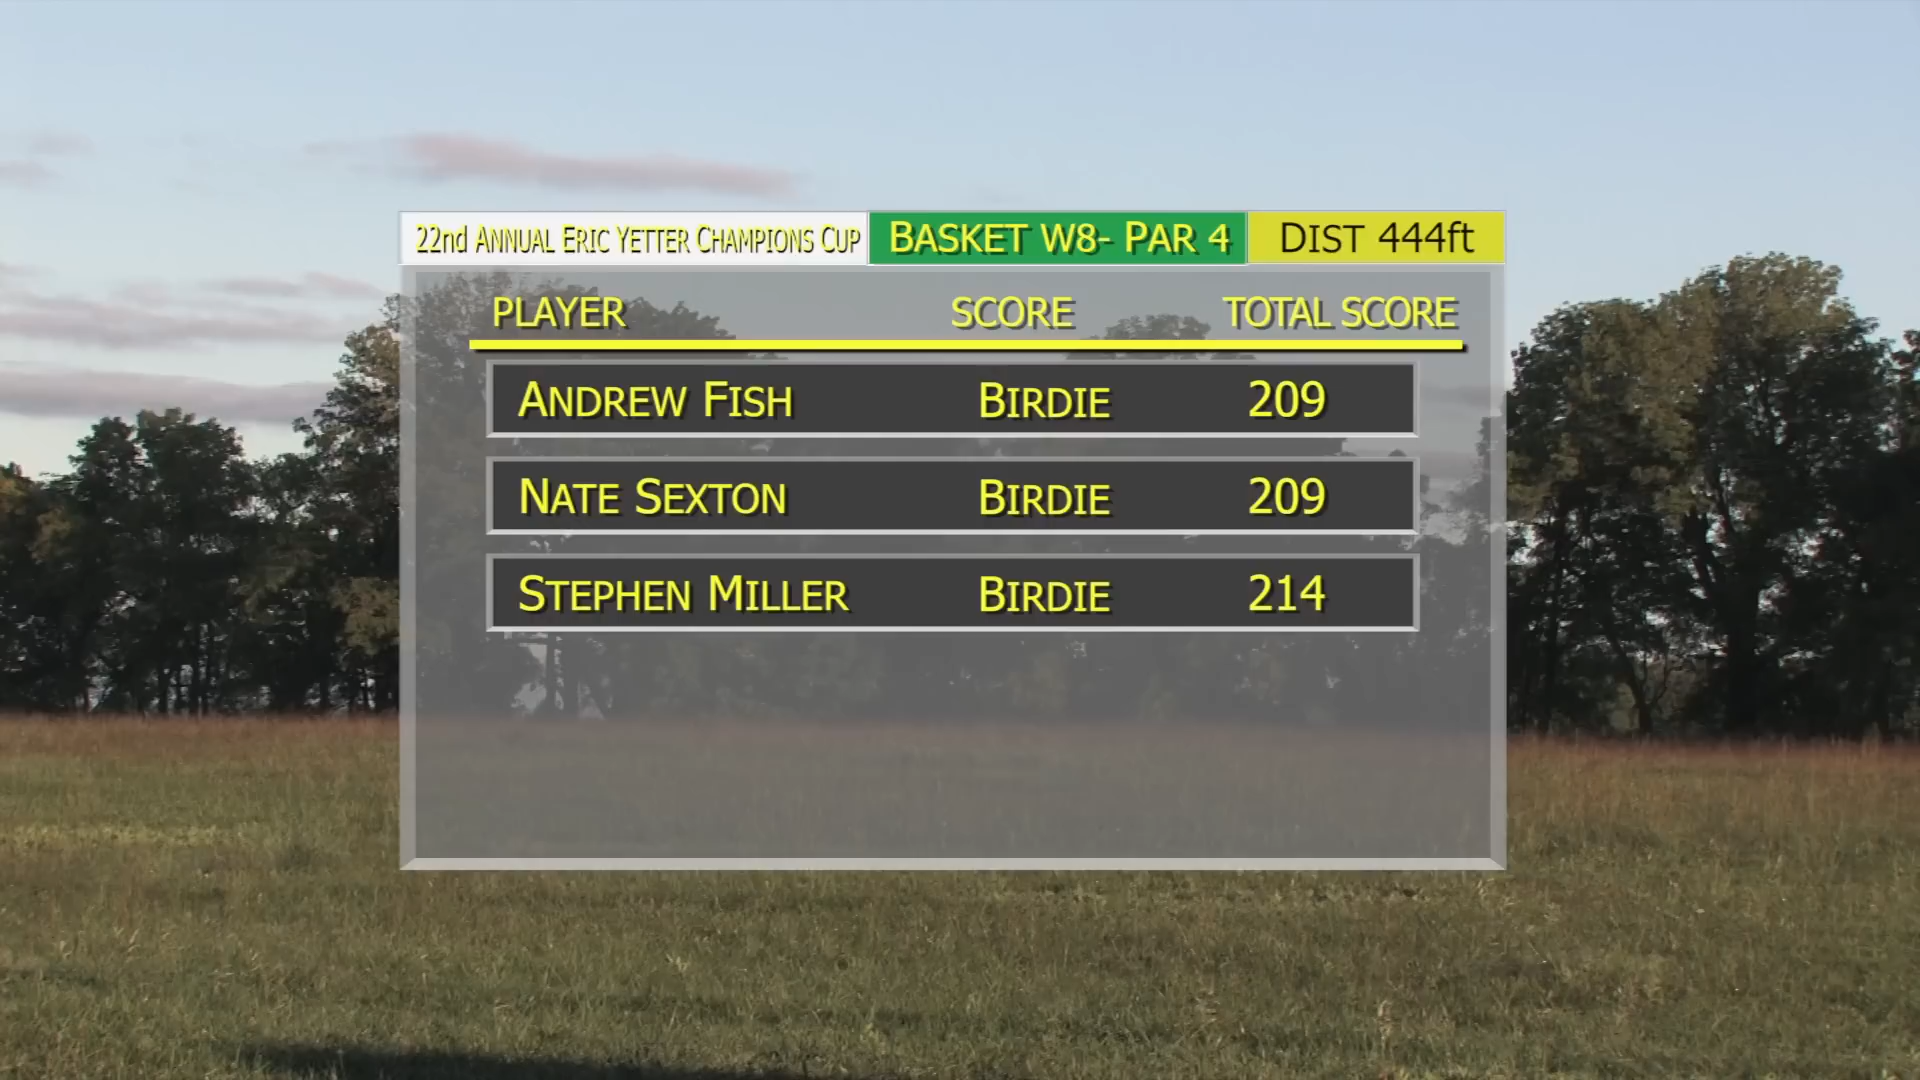 22nd ANNUAL ERIC YETTER CHAMPIONS CUP BASKET W8- PAR 4 DIST 444ft
PLAYER SCORE TOTAL SCORE
ANDREW FISH BIRDIE 209
NATE SEXTON BIRDIE 209
STEPHEN MILLER BIRDIE 214